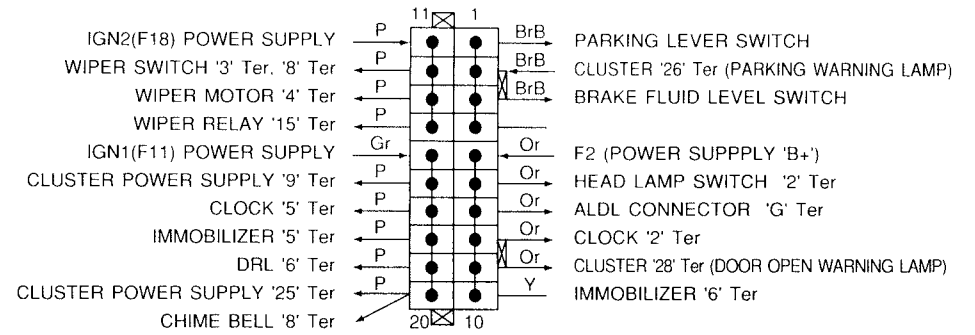 11 1
IGN2(F18) POWER SUPPLY P BrB PARKING LEVER SWITCH
WIPER SWITCH '3' Ter. '8' Ter P BrB CLUSTER '26' Ter (PARKING WARNING LAMP)
WIPER MOTOR '4' Ter P BrB BRAKE FLUID LEVEL SWITCH
WIPER RELAY '15' Ter P
IGN1(F11) POWER SUPPLY Gr Or F2 (POWER SUPPPLY 'B+')
CLUSTER POWER SUPPLY '9' Ter P Or HEAD LAMP SWITCH '2' Ter
CLOCK '5' Ter P Or ALDL CONNECTOR 'G' Ter
IMMOBILIZER '5' Ter P Or CLOCK '2' Ter
DRL '6' Ter P Or CLUSTER '28' Ter (DOOR OPEN WARNING LAMP)
CLUSTER POWER SUPPLY '25' Ter P Y IMMOBILIZER '6' Ter
CHIME BELL '8' Ter 20 10